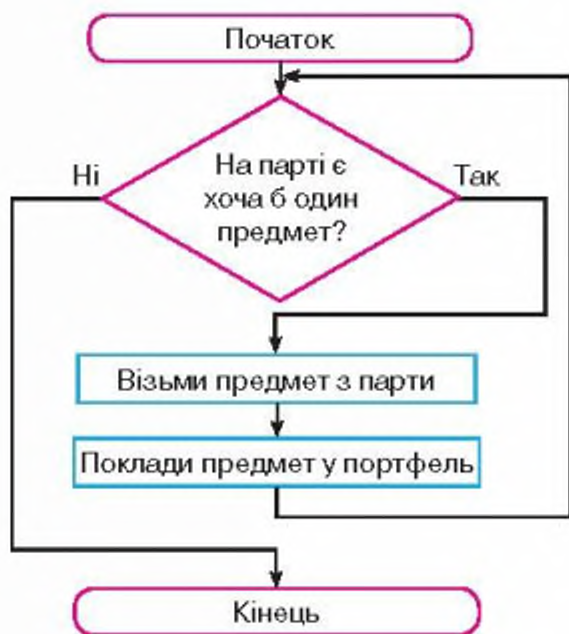 Початок
Ні
На парті є
хоча б один
предмет?
Так
Візьми предмет з парти
Поклади предмет у портфель
Кінець